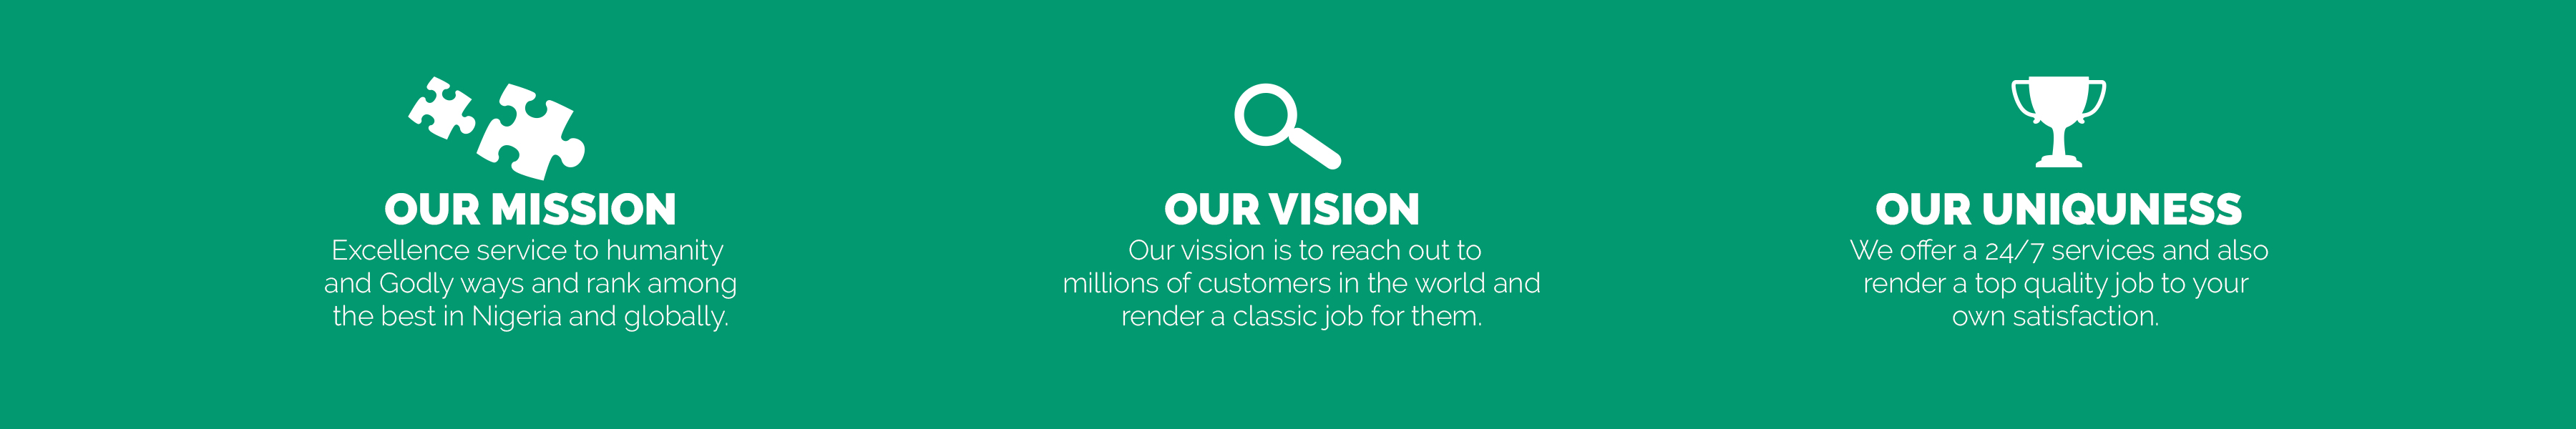 OUR MISSION
Excellence service to humanity
and Godly ways and rank among
the best in Nigeria and globally.
OUR VISION
Our vission is to reach out to
millions of customers in the world and
render a classic job for them.
OUR UNIQUNESS
We offer a 24/7 services and also
render a top quality job to your
own satisfaction.